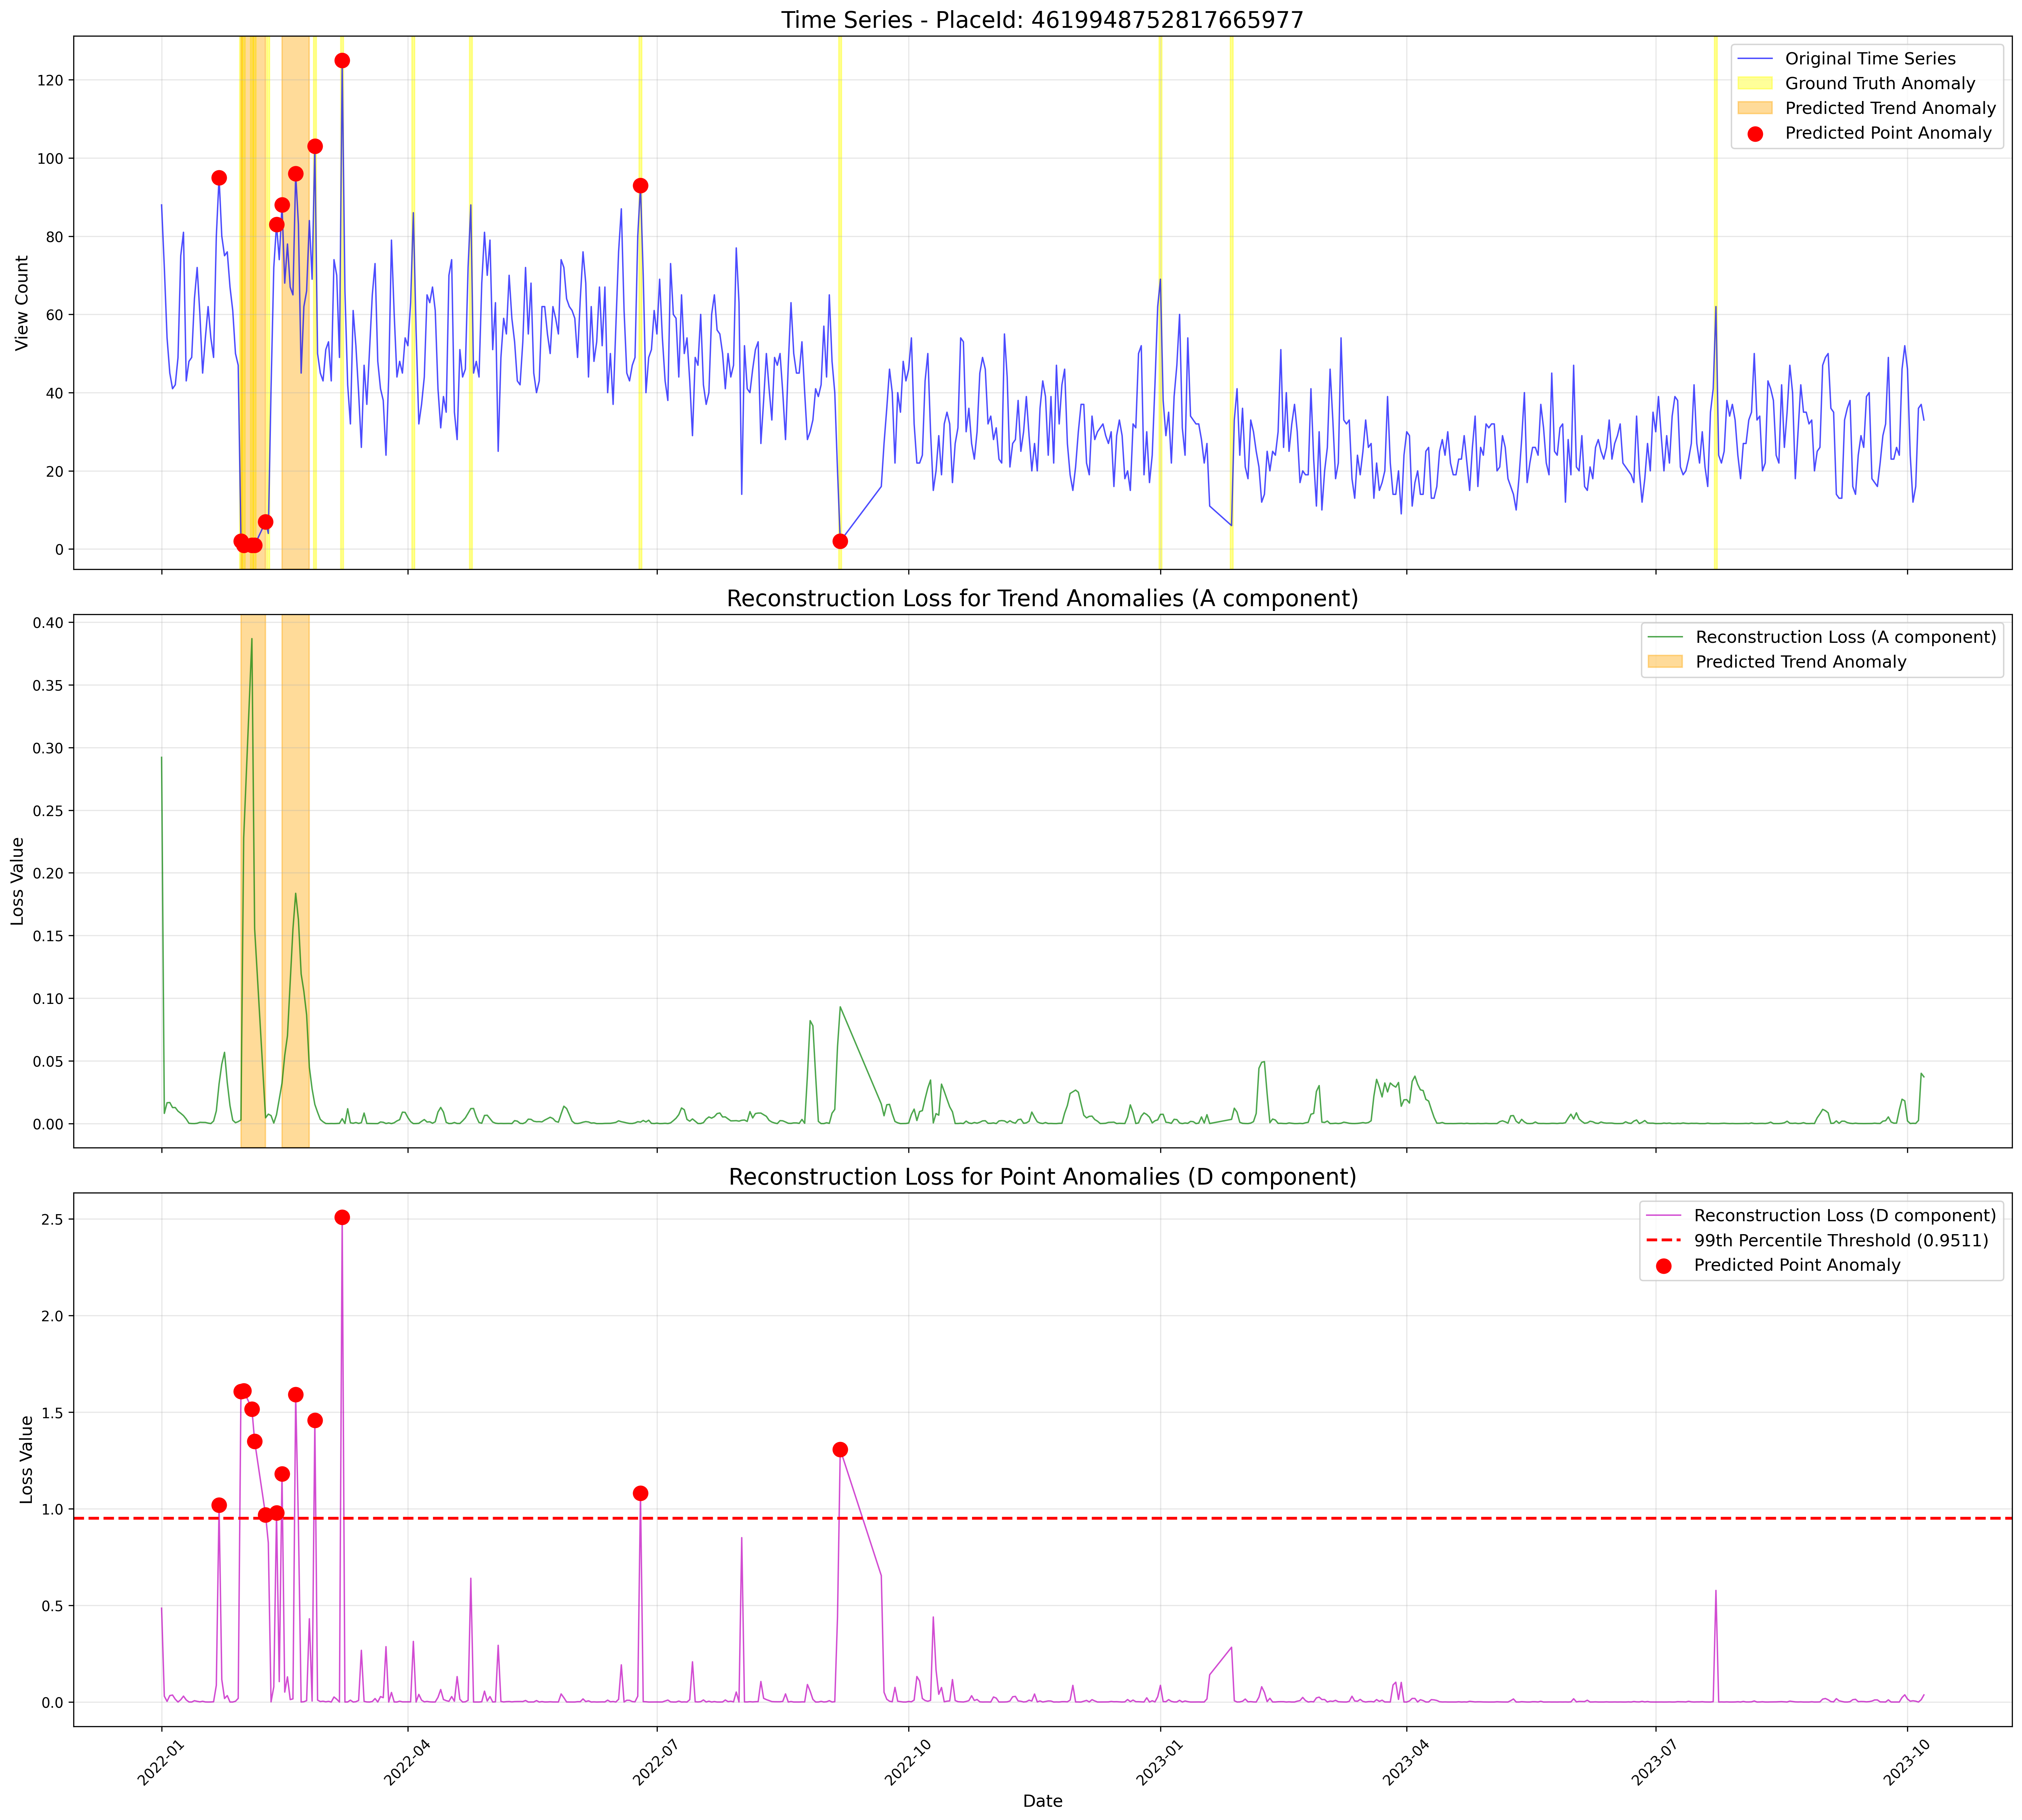 Time Series - PlaceId: 4619948752817665977
Original Time Series
Ground Truth Anomaly
Predicted Trend Anomaly
Predicted Point Anomaly
View Count
120
100
80
60
40
20
0
Reconstruction Loss for Trend Anomalies (A component)
Reconstruction Loss (A component)
Predicted Trend Anomaly
Loss Value
0.40
0.35
0.30
0.25
0.20
0.15
0.10
0.05
0.00
Reconstruction Loss for Point Anomalies (D component)
Reconstruction Loss (D component)
99th Percentile Threshold (0.9511)
Predicted Point Anomaly
Loss Value
2.5
2.0
1.5
1.0
0.5
0.0
2022-01
2022-04
2022-07
2022-10
2023-01
2023-04
2023-07
2023-10
Date